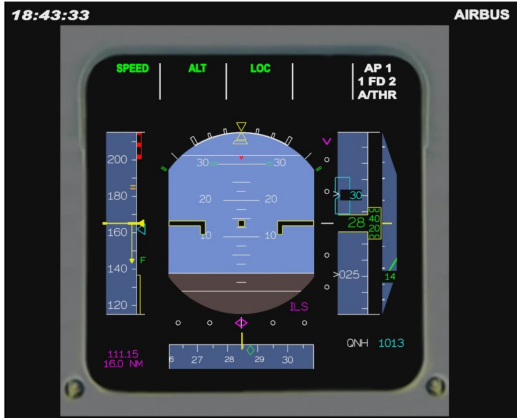 18:43:33 AIRBUS
SPEED ALT LOC AP 1
1 FD 2
A/THR
200
30 30
180 30
20 20
160 28 40
20
10 10
F
140 025
14
120
ILS
QNH 1013
111.15
16.0 NM
6 27 28 29 30